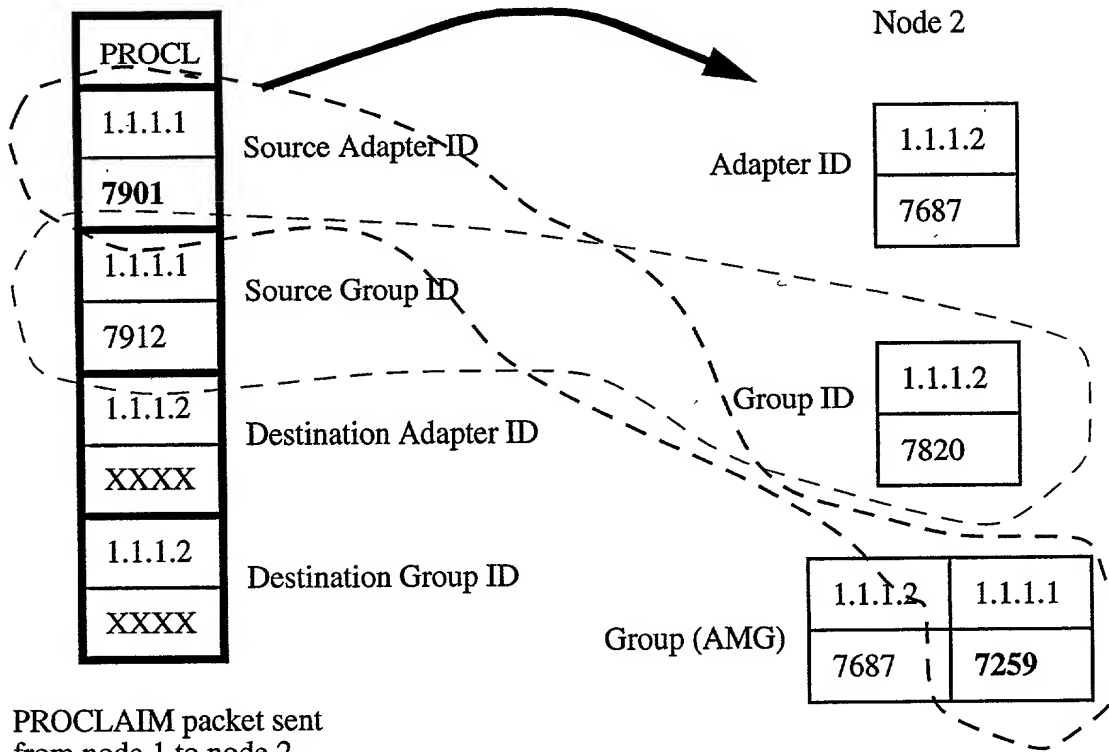 PROCL
1.1.1.1
7901
Source Adapter ID
1.1.1.1
7912
Source Group ID
1.1.1.2
XXXX
Destination Adapter ID
1.1.1.2
XXXX
Destination Group ID
PROCLAIM packet sent
from node 1 to node 2
Node 2
Adapter ID
1.1.1.2
7687
Group ID
1.1.1.2
7820
Group (AMG)
1.1.1.2
1.1.1.1
7687
7259